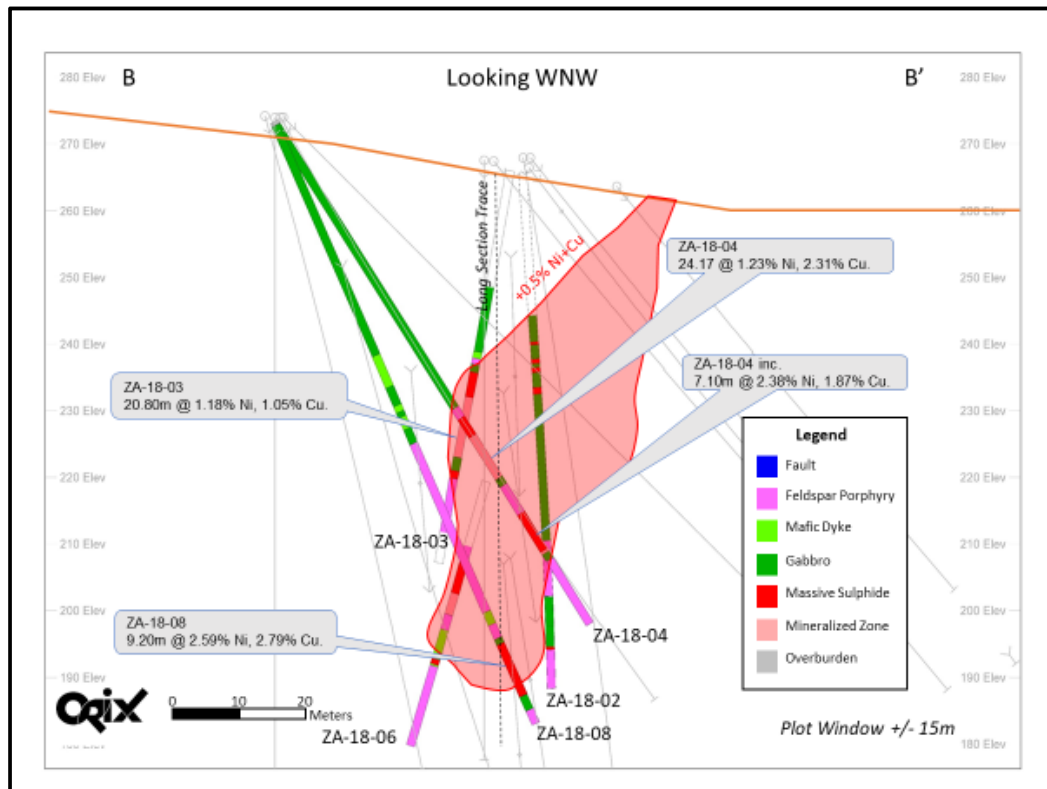 280 Elev
B
Looking WNW
B'
280 Elev
270 Elev
270 Elev
260 Elev
260 Elev
Long Section Trace
+0.5% Ni+Cu
ZA-18-04
24.17 @ 1.23% Ni, 2.31% Cu.
250 Elev
250 Elev
240 Elev
240 Elev
ZA-18-04 inc.
7.10m @ 2.38% Ni, 1.87% Cu.
ZA-18-03
20.80m @ 1.18% Ni, 1.05% Cu.
230 Elev
Legend
Fault
Feldspar Porphyry
Mafic Dyke
Gabbro
Massive Sulphide
Mineralized Zone
Overburden
220 Elev
220 Elev
210 Elev
210 Elev
ZA-18-03
200 Elev
200 Elev
ZA-18-08
9.20m @ 2.59% Ni, 2.79% Cu.
ZA-18-04
190 Elev
190 Elev
Orix
0 10 20
Meters
ZA-18-02
ZA-18-08
ZA-18-06
Plot Window +/- 15m
180 Elev
180 Elev